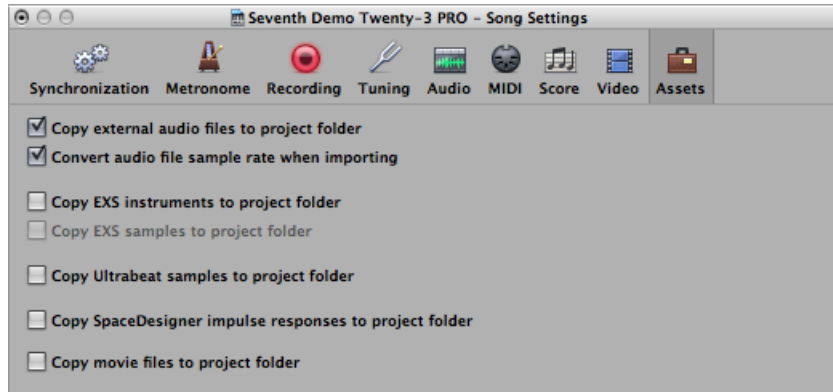 Seventh Demo Twenty-3 PRO - Song Settings
Synchronization Metronome Recording Tuning Audio MIDI Score Video Assets
Copy external audio files to project folder
Convert audio file sample rate when importing
Copy EXS instruments to project folder
Copy EXS samples to project folder
Copy Ultrabeat samples to project folder
Copy SpaceDesigner impulse responses to project folder
Copy movie files to project folder